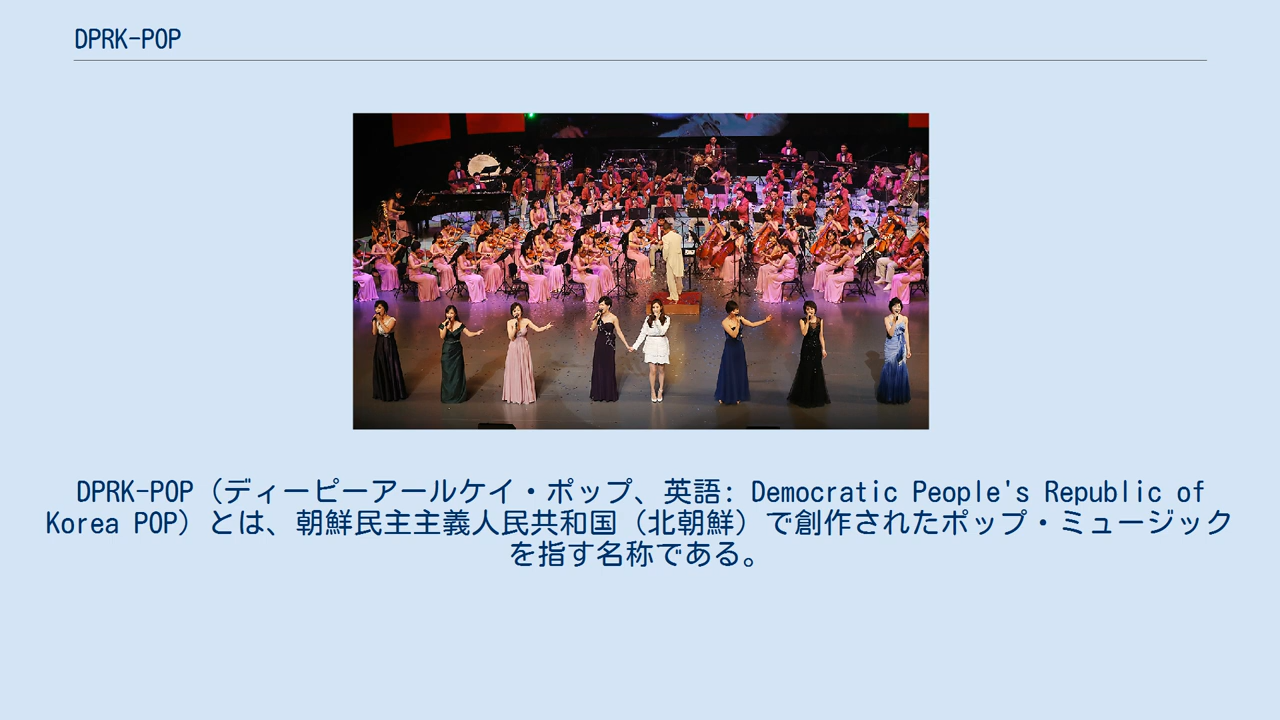 DPRK-POP
DPRK-POP（ディーピーアールケイ・ポップ、英語: Democratic People's Republic of
Korea POP）とは、朝鮮民主主義人民共和国（北朝鮮）で創作されたポップ・ミュージック
を指す名称である。